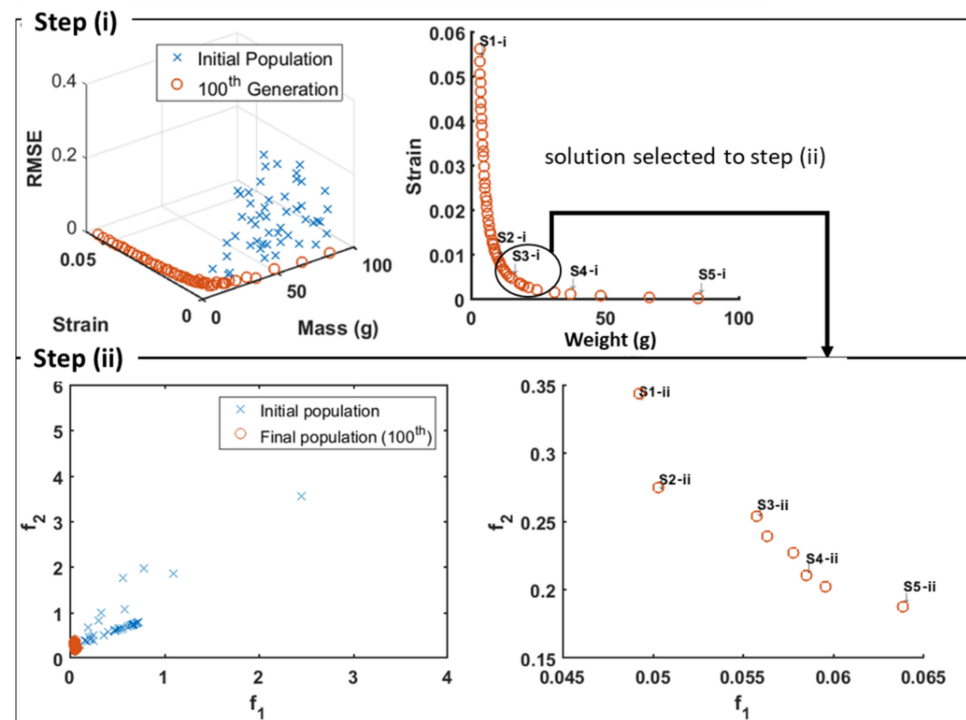 Step (i)
Initial Population
100th Generation
RMSE
0.4
0.2
0
0.05
0
Strain
0
50
100
Mass (g)
0.06
0.05
0.04
0.03
0.02
0.01
0
Strain
S1-i
S2-i
S3-i
S4-i
S5-i
0
50
100
Weight (g)
solution selected to step (ii)
Step (ii)
6
5
4
3
2
1
0
f2
Initial population
Final population (100th)
0
1
2
3
4
f1
0.35
0.3
0.25
0.2
0.15
f2
S1-ii
S2-ii
S3-ii
S4-ii
S5-ii
0.045
0.05
0.055
0.06
0.065
f1